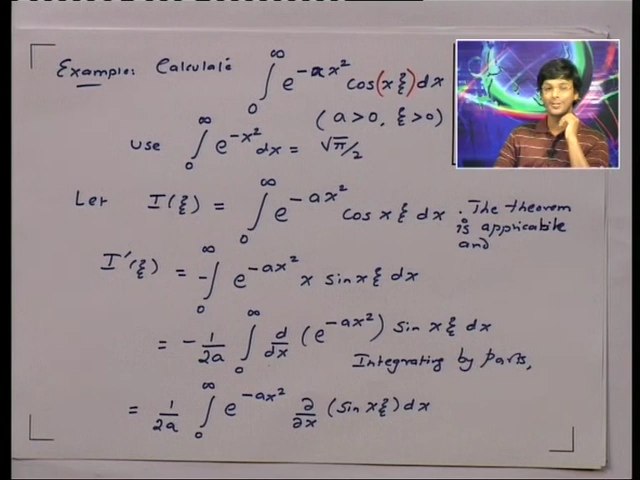 Example: Calculate ∫₀^∞ e^{-ax²} cos(xξ)dx
(a>0, ξ>0)
use ∫₀^∞ e^{-x²} dx = √π/2
Let I(ξ) = ∫₀^∞ e^{-ax²} cos xξ dx . The theorem is applicable and
I'(ξ) = -∫₀^∞ e^{-ax²} x sin xξ dx
= -1/2a ∫₀^∞ d/dx (e^{-ax²}) sin xξ dx
Integrating by parts,
= 1/2a ∫₀^∞ e^{-ax²} ∂/∂x (sin xξ)dx